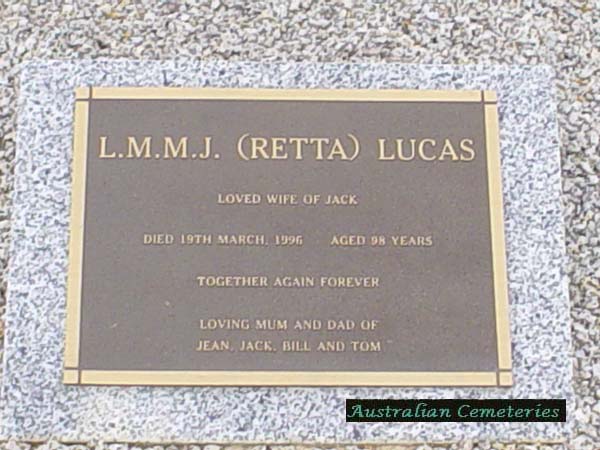 L.M.M.J. (RETTA) LUCAS
LOVED WIFE OF JACK
DIED 19TH MARCH, 1996 AGED 98 YEARS
TOGETHER AGAIN FOREVER
LOVING MUM AND DAD OF
JEAN, JACK, BILL AND TOM
Australian Cemeteries